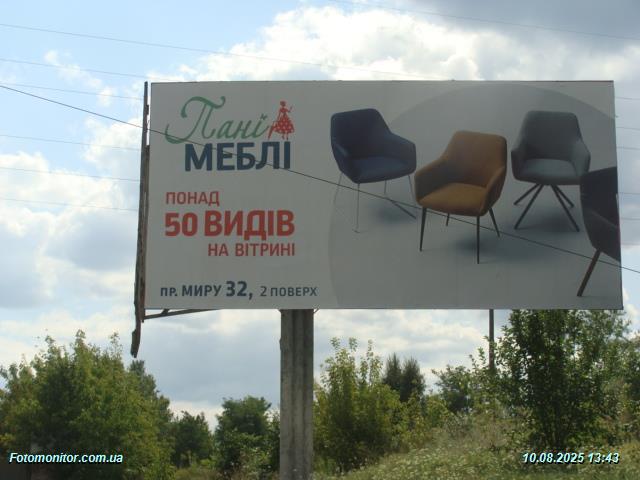 Пані
МЕБЛІ
ПОНАД
50 ВИДІВ
НА ВІТРИНІ
пр. МИРУ 32, 2 ПОВЕРХ
Fotomonitor.com.ua
10.08.2025 13:43